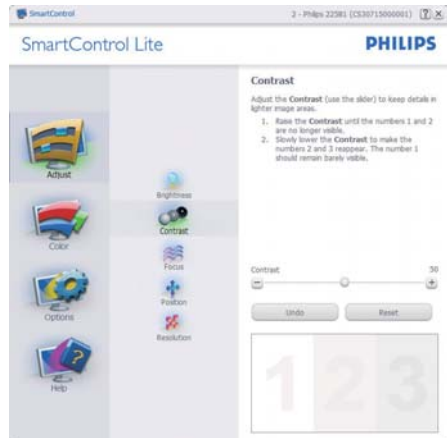 SmartControl
2 - Philips 225B1 (CS30715000001)
SmartControl Lite
PHILIPS
Adjust
Color
Options
Help
Brightness
Contrast
Focus
Position
Resolution
Contrast
Adjust the Contrast (use the slider) to keep details in
lighter image areas.
1. Raise the Contrast until the numbers 1 and 2
are no longer visible.
2. Slowly lower the Contrast to make the
numbers 2 and 3 reappear. The number 1
should remain barely visible.
Contrast 50
Undo Reset
1 2 3